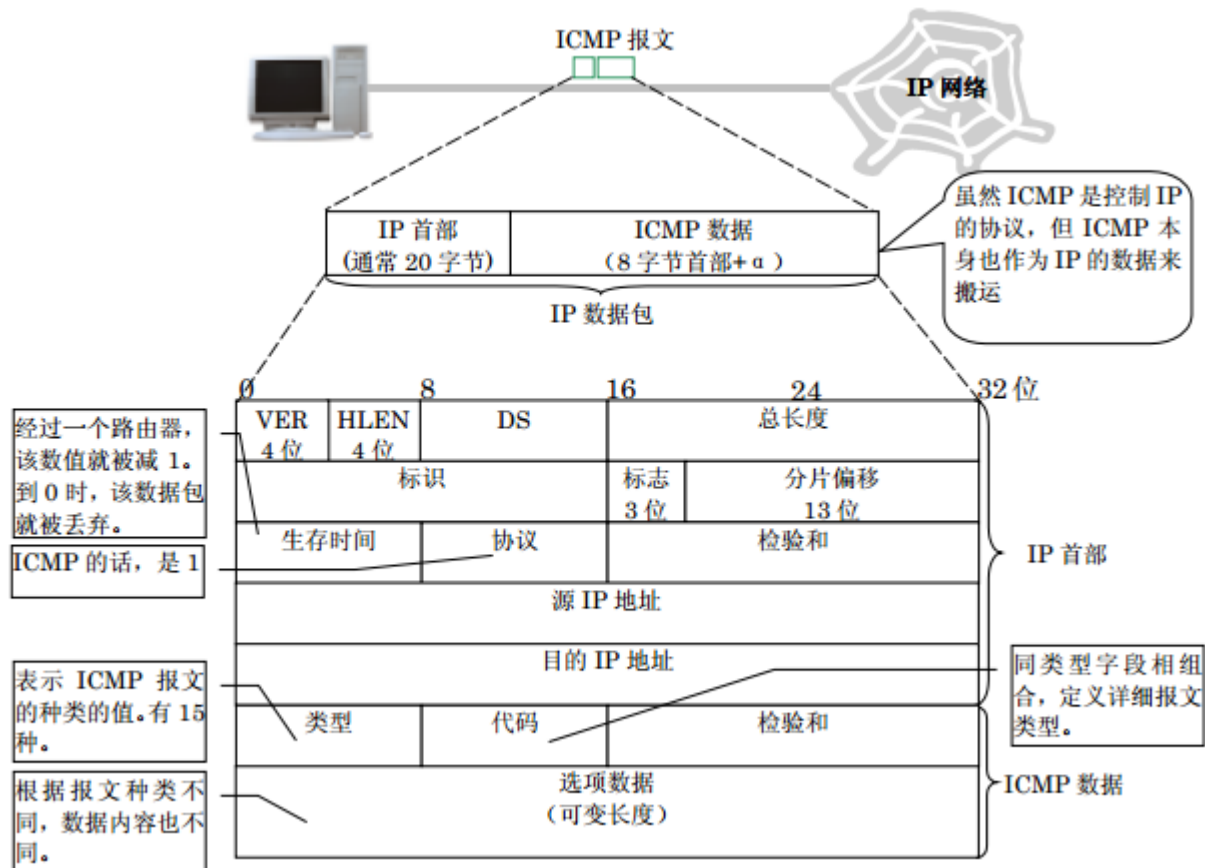 ICMP 报文
IP 网络
虽然 ICMP 是控制 IP
的协议，但 ICMP 本
身也作为 IP 的数据来
搬运
IP 首部
(通常 20 字节)
ICMP 数据
（8 字节首部+α）
IP 数据包
0 8 16 24 32 位
经过一个路由器，
该数值就被减 1。
到 0 时，该数据包
就被丢弃。
VER
4 位
HLEN
4 位
DS
总长度
标识
标志
3 位
分片偏移
13 位
ICMP 的话，是 1
生存时间
协议
检验和
IP 首部
源 IP 地址
目的 IP 地址
表示 ICMP 报文
的种类的值。有 15
种。
同类型字段相组
合，定义详细报文
类型。
类型
代码
检验和
根据报文种类不
同，数据内容也不
同。
选项数据
（可变长度）
ICMP 数据